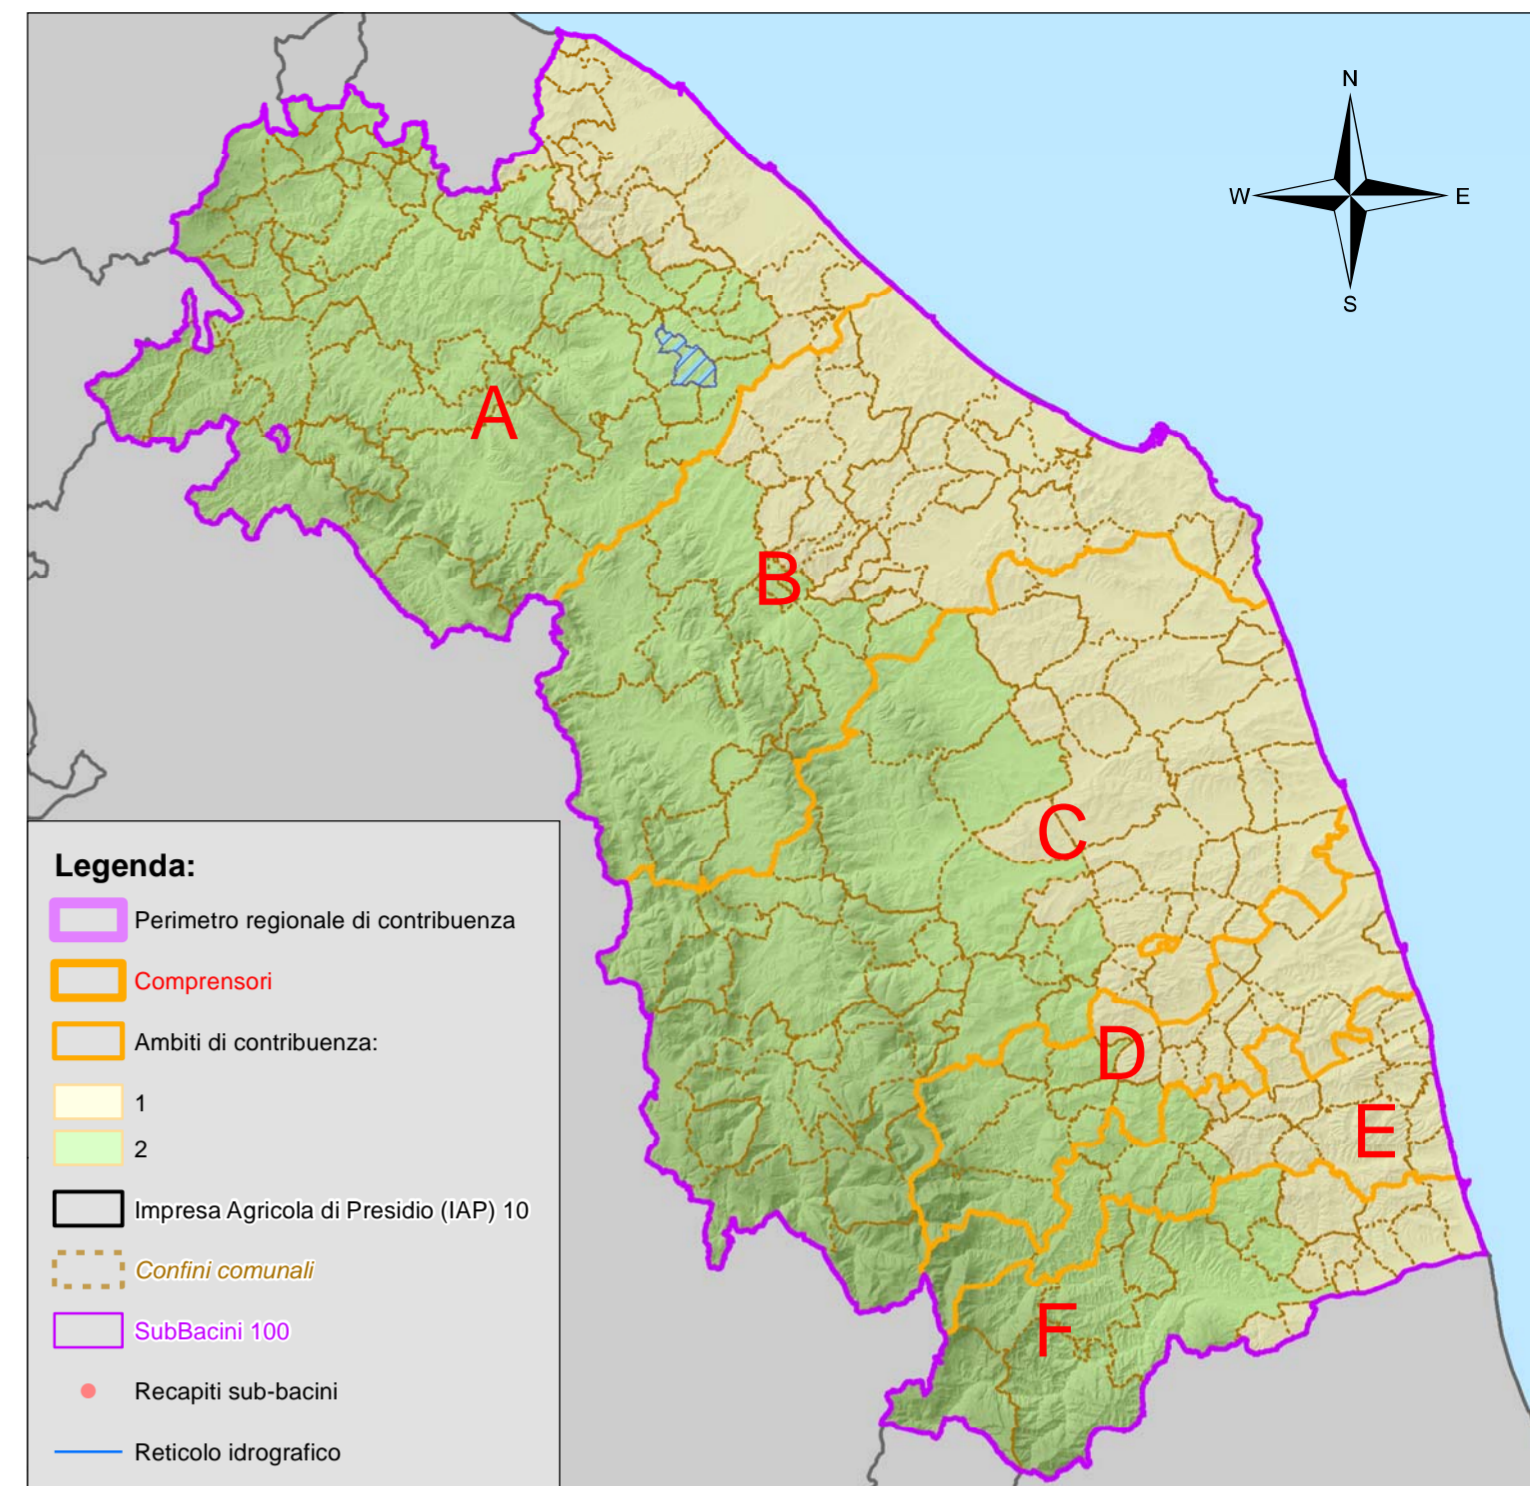 N
W E
S
A
B
C
D
E
F
Legenda:
Perimetro regionale di contribuenza
Comprensori
Ambiti di contribuenza:
1
2
Impresa Agricola di Presidio (IAP) 10
Confini comunali
SubBacini 100
Recapiti sub-bacini
Reticolo idrografico